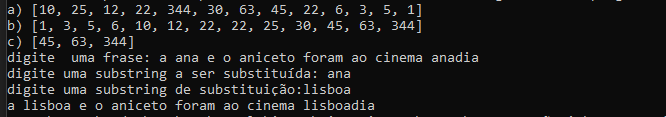 a) [10, 25, 12, 22, 344, 30, 63, 45, 22, 6, 3, 5, 1]
b) [1, 3, 5, 6, 10, 12, 22, 22, 25, 30, 45, 63, 344]
c) [45, 63, 344]
digite  uma frase: a ana e o aniceto foram ao cinema anadia
digite uma substring a ser substituída: ana
digite uma substring de substituição:lisboa
a lisboa e o aniceto foram ao cinema lisboadia